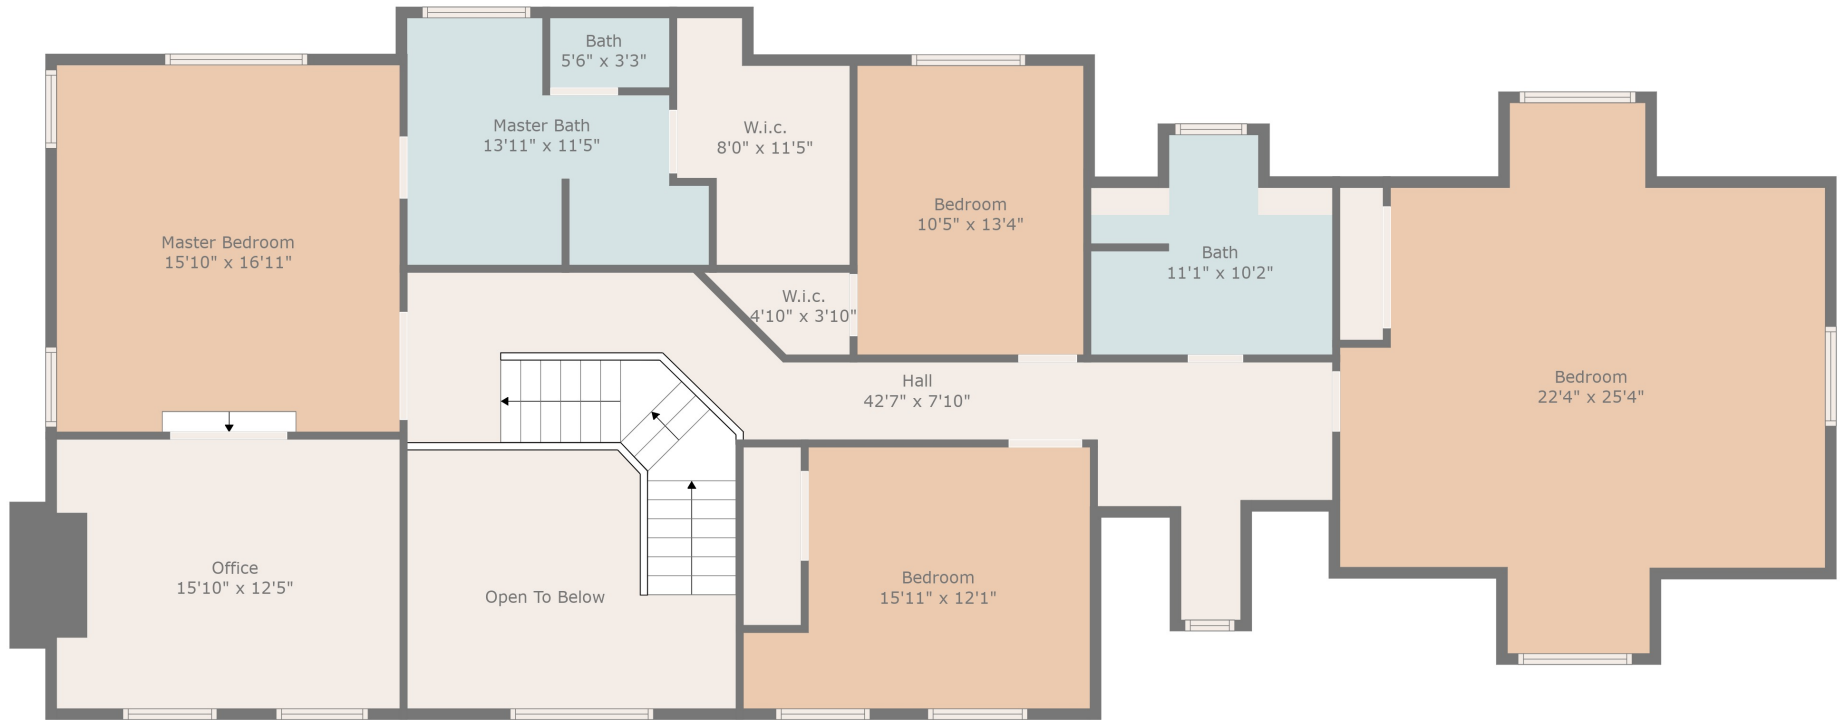 Bath
5'6" x 3'3"
Master Bath
13'11" x 11'5"
W.i.c.
8'0" x 11'5"
Bedroom
10'5" x 13'4"
Master Bedroom
15'10" x 16'11"
Bath
11'1" x 10'2"
W.i.c.
4'10" x 3'10"
Hall
42'7" x 7'10"
Bedroom
22'4" x 25'4"
Office
15'10" x 12'5"
Open To Below
Bedroom
15'11" x 12'1"